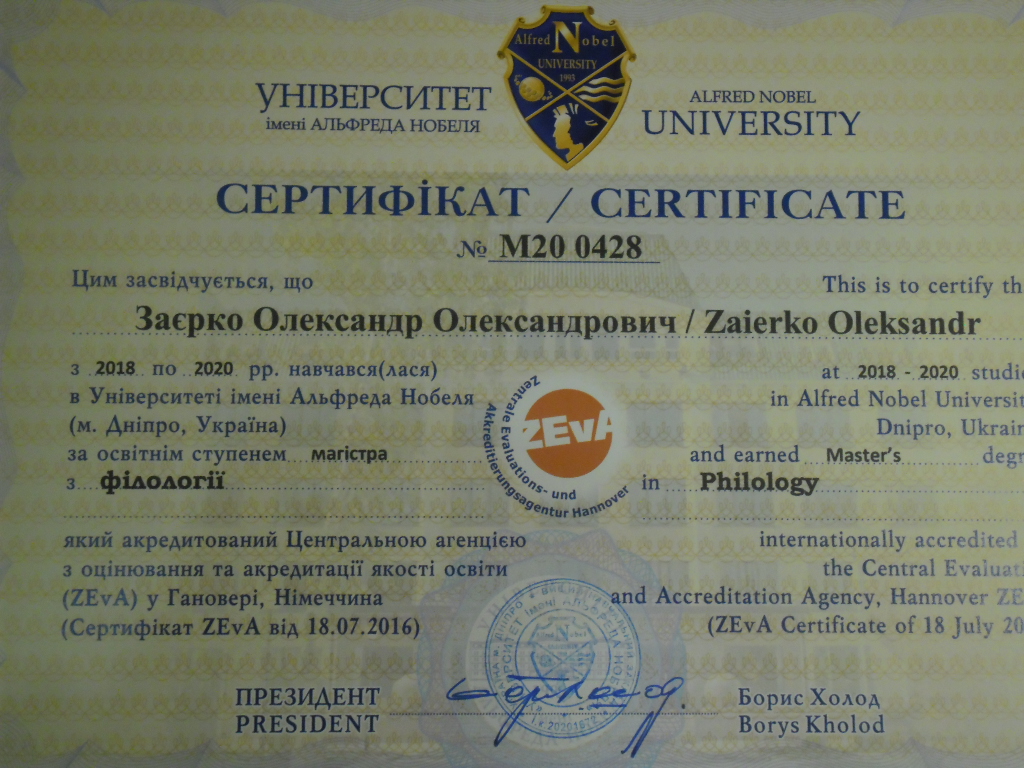 Alfred Nobel
UNIVERSITY
1993
УНІВЕРСИТЕТ
імені АЛЬФРЕДА НОБЕЛЯ
ALFRED NOBEL
UNIVERSITY
СЕРТИФІКАТ / CERTIFICATE
№ М20 0428
Цим засвідчується, що
This is to certify th
Заєрко Олександр Олександрович / Zaierko Oleksandr
з 2018 по 2020 рр. навчався(лася)
в Університеті імені Альфреда Нобеля
(м. Дніпро, Україна)
за освітнім ступенем магістра
з філології
at 2018 - 2020 studie
in Alfred Nobel Universit
Dnipro, Ukrain
and earned Master's degr
in Philology
ZEvA
Zentrale Evaluations- und
Akkreditierungsagentur Hannover
який акредитований Центральною агенцією
з оцінювання та акредитації якості освіти
(ZEvA) у Гановері, Німеччина
(Сертифікат ZEvA від 18.07.2016)
internationally accredited
the Central Evaluati
and Accreditation Agency, Hannover ZE
(ZEvA Certificate of 18 July 20
ПРЕЗИДЕНТ
PRESIDENT
Борис Холод
Borys Kholod